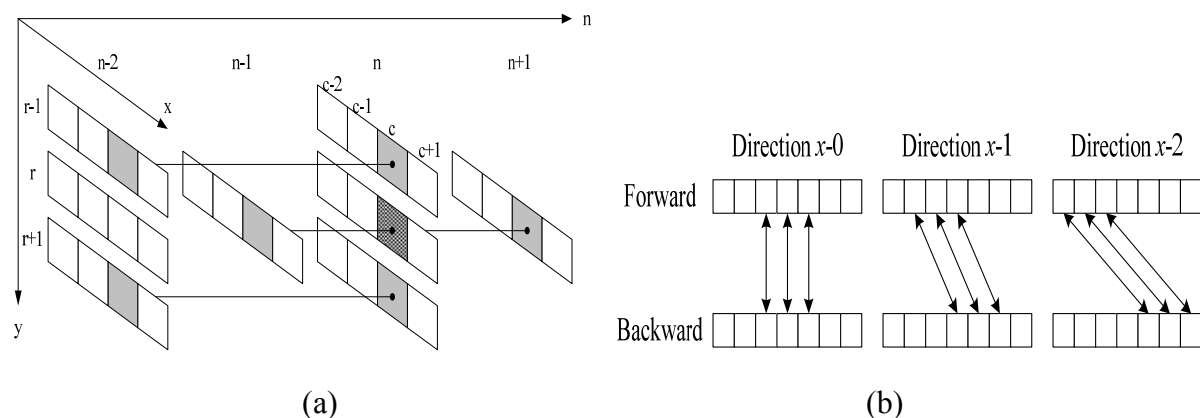 n
n-2 n-1 n n+1
c-2
c-1
c
c+1
r-1
x
r
r+1
y
(a)
Direction x-0 Direction x-1 Direction x-2
Forward
Backward
(b)